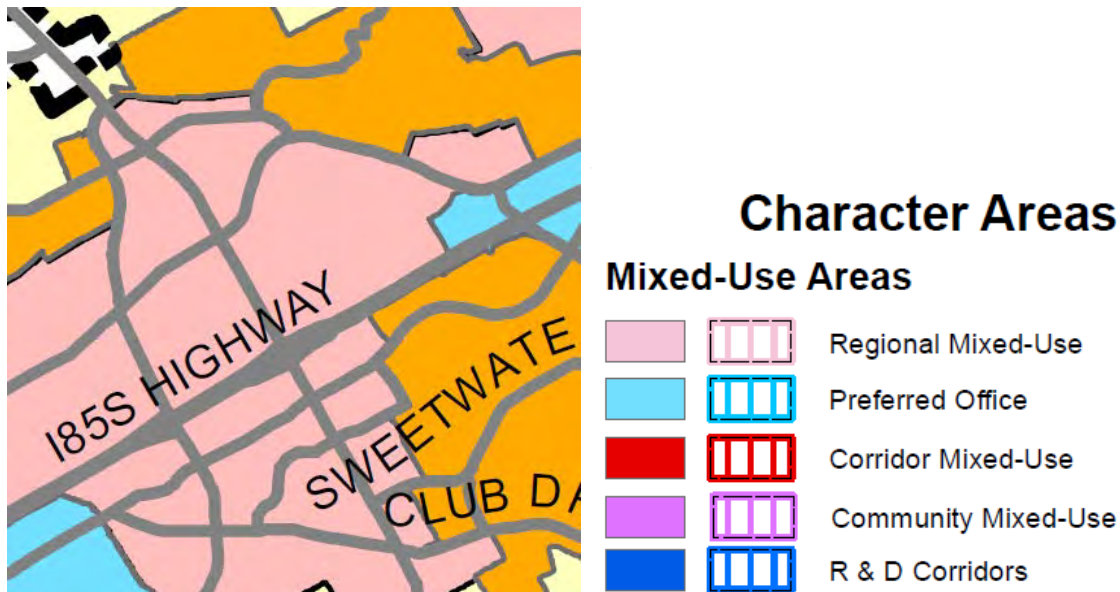 I85S HIGHWAY
SWEETWATE
CLUB DA
Character Areas
Mixed-Use Areas
Regional Mixed-Use
Preferred Office
Corridor Mixed-Use
Community Mixed-Use
R & D Corridors